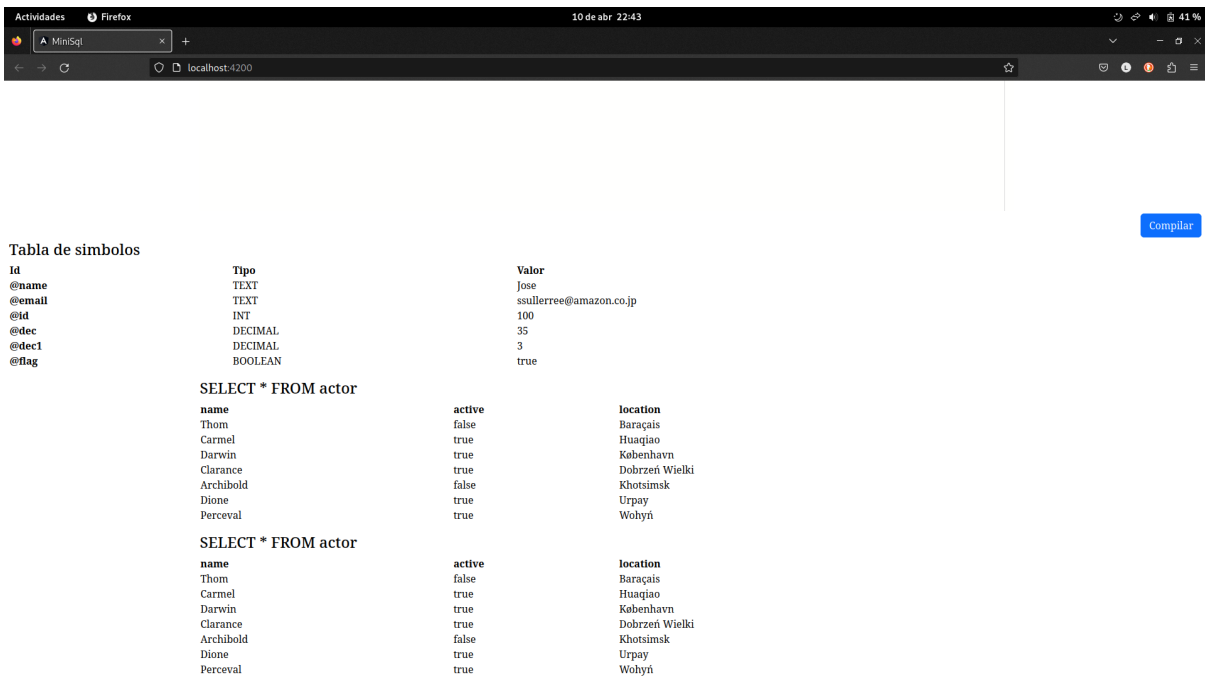 Actividades Firefox 10 de abr 22:43 41 %
MiniSql
localhost:4200
Compilar
Tabla de simbolos
Id Tipo Valor
@name TEXT Jose
@email TEXT ssullerree@amazon.co.jp
@id INT 100
@dec DECIMAL 35
@dec1 DECIMAL 3
@flag BOOLEAN true
SELECT * FROM actor
name active location
Thom false Baraçais
Carmel true Huaqiao
Darwin true København
Clarance true Dobrzeń Wielki
Archibold false Khotsimsk
Dione true Urpay
Perceval true Wohyń
SELECT * FROM actor
name active location
Thom false Baraçais
Carmel true Huaqiao
Darwin true København
Clarance true Dobrzeń Wielki
Archibold false Khotsimsk
Dione true Urpay
Perceval true Wohyń